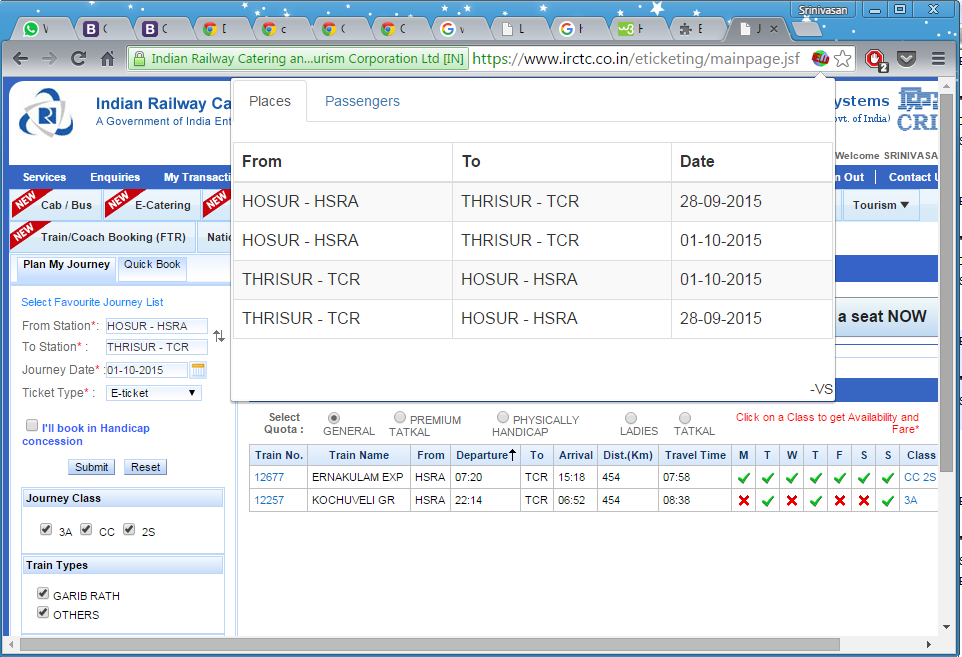 Srinivasan
Indian Railway Catering an...urism Corporation Ltd [IN] https://www.irctc.co.in/eticketing/mainpage.jsf
2
Indian Railway Ca
A Government of India Ent
ystems
ovt. of India)
CRI
Welcome SRINIVASA
Services Enquiries My Transacti
n Out Contact U
NEW Cab / Bus NEW E-Catering NEW
Tourism ▼
NEW Train/Coach Booking (FTR) Natio
Places Passengers
From To Date
HOSUR - HSRA THRISUR - TCR 28-09-2015
HOSUR - HSRA THRISUR - TCR 01-10-2015
THRISUR - TCR HOSUR - HSRA 01-10-2015
THRISUR - TCR HOSUR - HSRA 28-09-2015
-VS
a seat NOW
Plan My Journey Quick Book
Select Favourite Journey List
From Station*: HOSUR - HSRA
To Station* : THRISUR - TCR
Journey Date* : 01-10-2015
Ticket Type* : E-ticket
I'll book in Handicap
concession
Submit Reset
Journey Class
3A CC 2S
Train Types
GARIB RATH
OTHERS
Select
Quota :
GENERAL
PREMIUM
TATKAL
PHYSICALLY
HANDICAP
LADIES
TATKAL
Click on a Class to get Availability and
Fare*
Train No. Train Name From Departure To Arrival Dist.(Km) Travel Time M T W T F S S Class
12677 ERNAKULAM EXP HSRA 07:20 TCR 15:18 454 07:58 CC 2S
12257 KOCHUVELI GR HSRA 22:14 TCR 06:52 454 08:38 3A